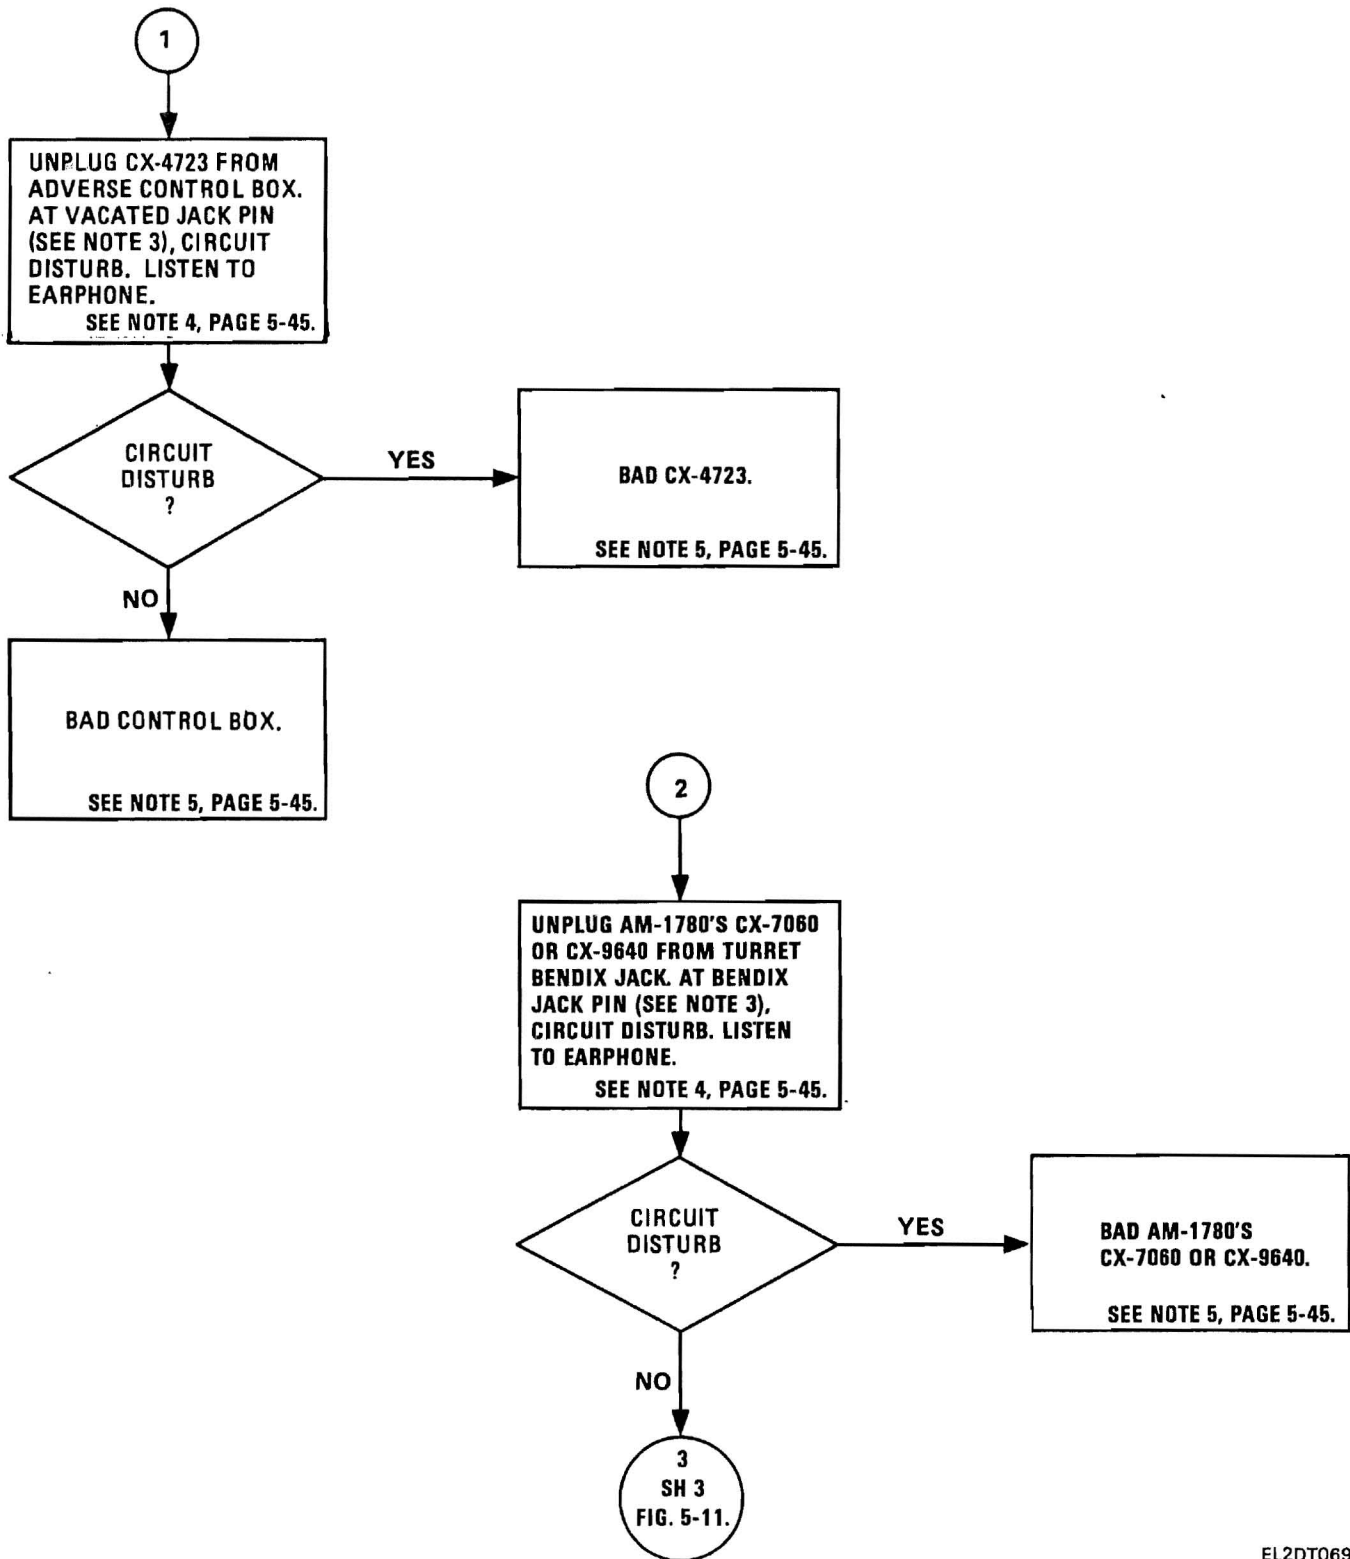 1
UNPLUG CX-4723 FROM
ADVERSE CONTROL BOX.
AT VACATED JACK PIN
(SEE NOTE 3), CIRCUIT
DISTURB. LISTEN TO
EARPHONE.
SEE NOTE 4, PAGE 5-45.
CIRCUIT
DISTURB
?
YES
BAD CX-4723.
SEE NOTE 5, PAGE 5-45.
NO
BAD CONTROL BOX.
SEE NOTE 5, PAGE 5-45.
2
UNPLUG AM-1780'S CX-7060
OR CX-9640 FROM TURRET
BENDIX JACK. AT BENDIX
JACK PIN (SEE NOTE 3),
CIRCUIT DISTURB. LISTEN
TO EARPHONE.
SEE NOTE 4, PAGE 5-45.
CIRCUIT
DISTURB
?
YES
BAD AM-1780'S
CX-7060 OR CX-9640.
SEE NOTE 5, PAGE 5-45.
NO
3
SH 3
FIG. 5-11.
EL2DT069